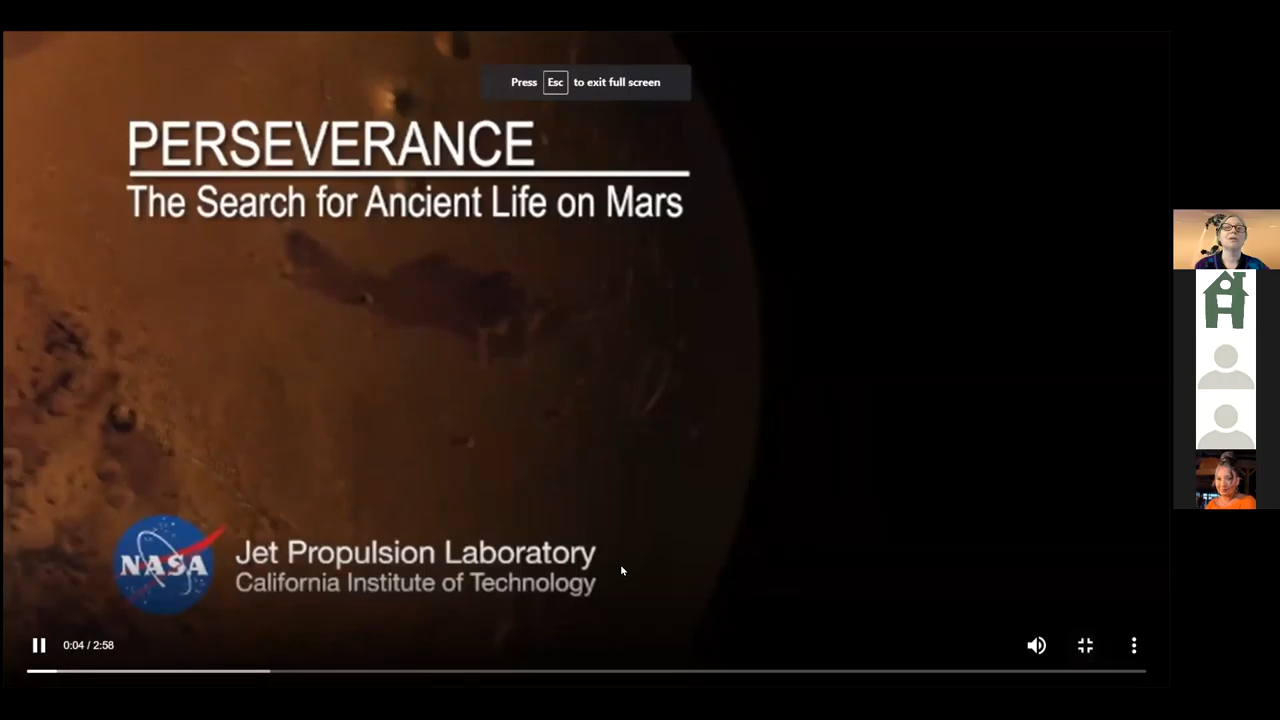 Press Esc to exit full screen
PERSEVERANCE
The Search for Ancient Life on Mars
NASA
Jet Propulsion Laboratory
California Institute of Technology
0:04 / 2:58